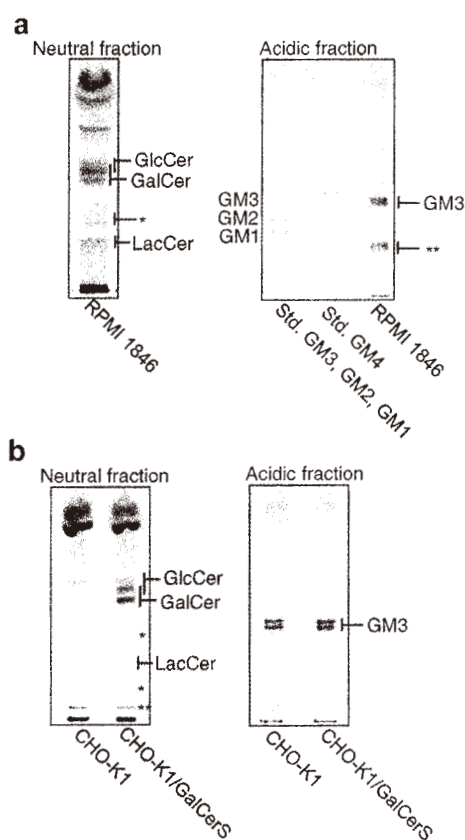 a
Neutral fraction
Acidic fraction
GlcCer
GalCer
*
LacCer
GM3
GM2
GM1
GM3
**
RPMI 1846
Std. GM3, GM2, GM1
Std. GM4
RPMI 1846
b
Neutral fraction
Acidic fraction
GlcCer
GalCer
*
LacCer
*
**
GM3
CHO-K1
CHO-K1/GalCerS
CHO-K1
CHO-K1/GalCerS